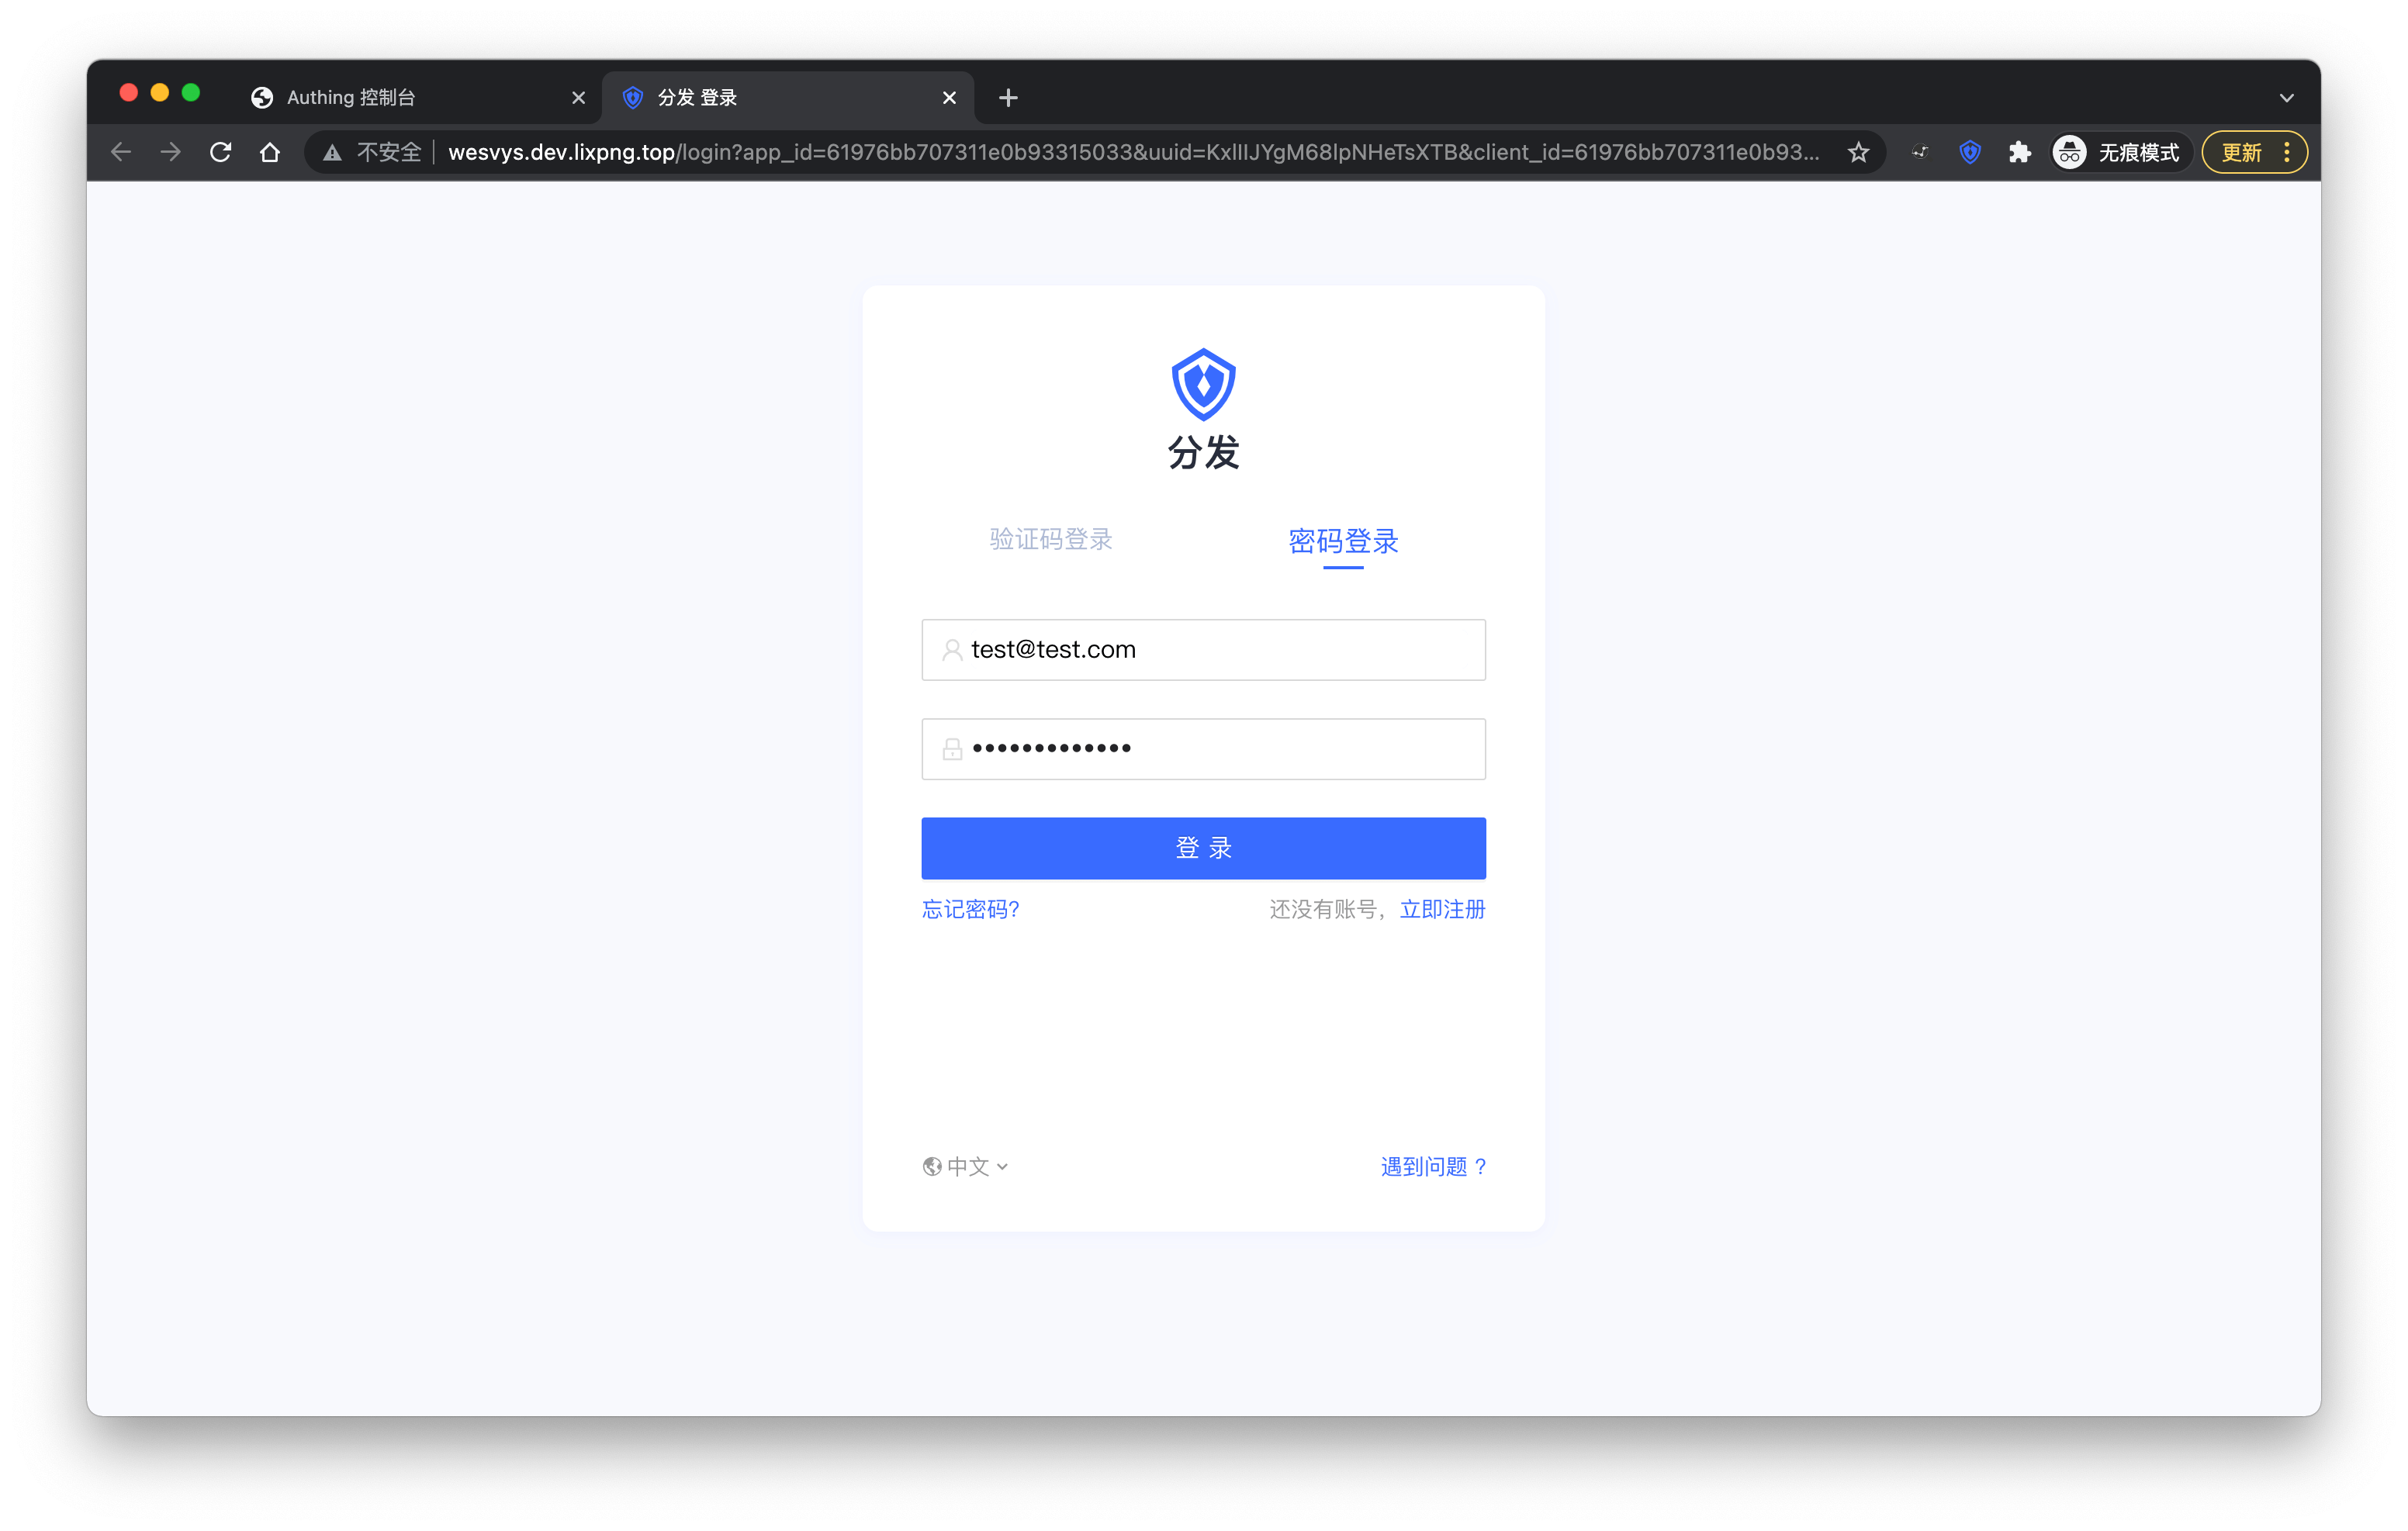 Authing 控制台
分发 登录
不安全
wesvys.dev.lixpng.top/login?app_id=61976bb707311e0b93315033&uuid=KxlIIJYgM68lpNHeTsXTB&client_id=61976bb707311e0b93...
无痕模式
更新
分发
验证码登录
密码登录
test@test.com
登 录
忘记密码?
还没有账号，立即注册
中文
遇到问题 ?